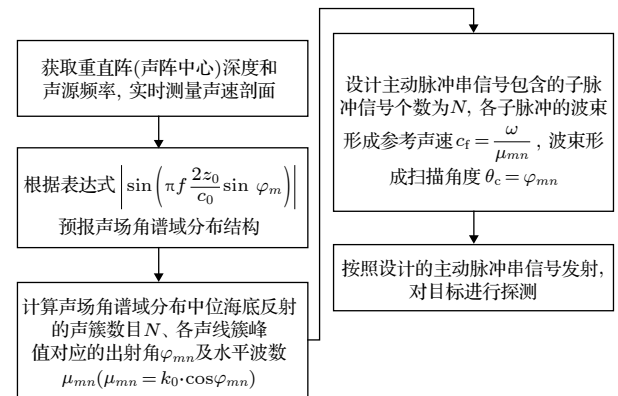 获取重直阵(声阵中心)深度和
声源频率, 实时测量声速剖面
根据表达式 |sin(πf 2z₀/c₀ sin φₘ)|
预报声场角谱域分布结构
计算声场角谱域分布中位海底反射
的声簇数目N、各声线簇峰
值对应的出射角φₘₙ及水平波数
μₘₙ(μₘₙ = k₀·cosφₘₙ)
设计主动脉冲串信号包含的子脉
冲信号个数为N, 各子脉冲的波束
形成参考声速 c_f = ω/μₘₙ , 波束形
成扫描角度 θ_c = φₘₙ
按照设计的主动脉冲串信号发射,
对目标进行探测